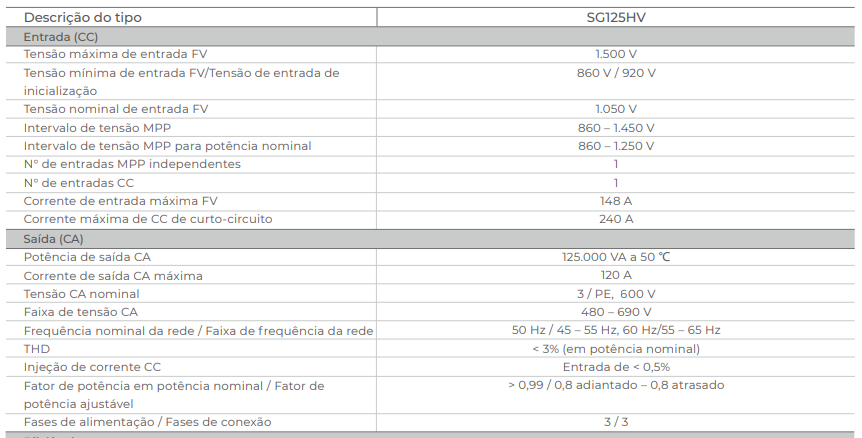 Descrição do tipo SG125HV
Entrada (CC)
Tensão máxima de entrada FV 1.500 V
Tensão mínima de entrada FV/Tensão de entrada de 860 V / 920 V
inicialização
Tensão nominal de entrada FV 1.050 V
Intervalo de tensão MPP 860 – 1.450 V
Intervalo de tensão MPP para potência nominal 860 – 1.250 V
N° de entradas MPP independentes 1
N° de entradas CC 1
Corrente de entrada máxima FV 148 A
Corrente máxima de CC de curto-circuito 240 A
Saída (CA)
Potência de saída CA 125.000 VA a 50 ℃
Corrente de saída CA máxima 120 A
Tensão CA nominal 3 / PE, 600 V
Faixa de tensão CA 480 – 690 V
Frequência nominal da rede / Faixa de frequência da rede 50 Hz / 45 – 55 Hz, 60 Hz/55 – 65 Hz
THD < 3% (em potência nominal)
Injeção de corrente CC Entrada de < 0,5%
Fator de potência em potência nominal / Fator de > 0,99 / 0,8 adiantado – 0,8 atrasado
potência ajustável
Fases de alimentação / Fases de conexão 3 / 3